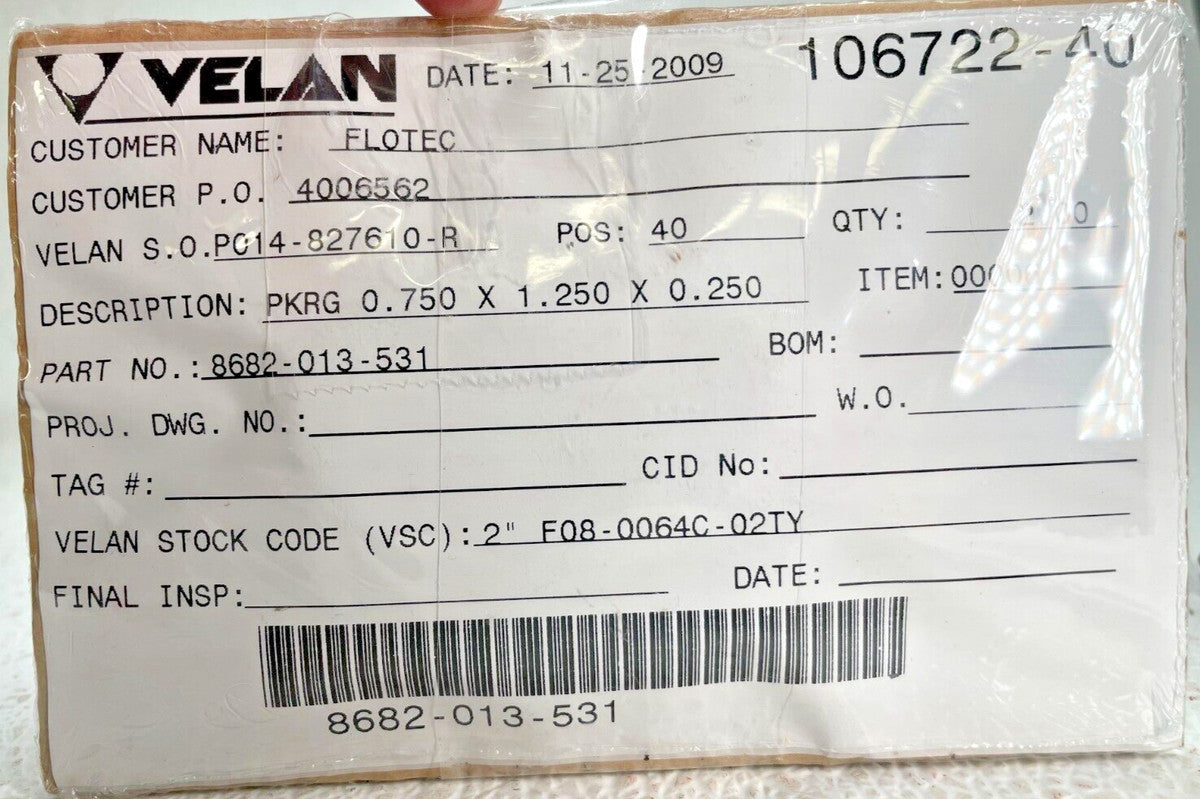 VELAN DATE: 11-25-2009 106722-40
CUSTOMER NAME: FLOTEC
CUSTOMER P.O. 4006562
VELAN S.O. PO14-827610-R POS: 40 QTY:
DESCRIPTION: PKRG 0.750 X 1.250 X 0.250 ITEM:
PART NO.: 8682-013-531 BOM:
PROJ. DWG. NO.: W.O.
TAG #: CID No:
VELAN STOCK CODE (VSC): 2" F08-0064C-02TY
FINAL INSP: DATE:
8682-013-531